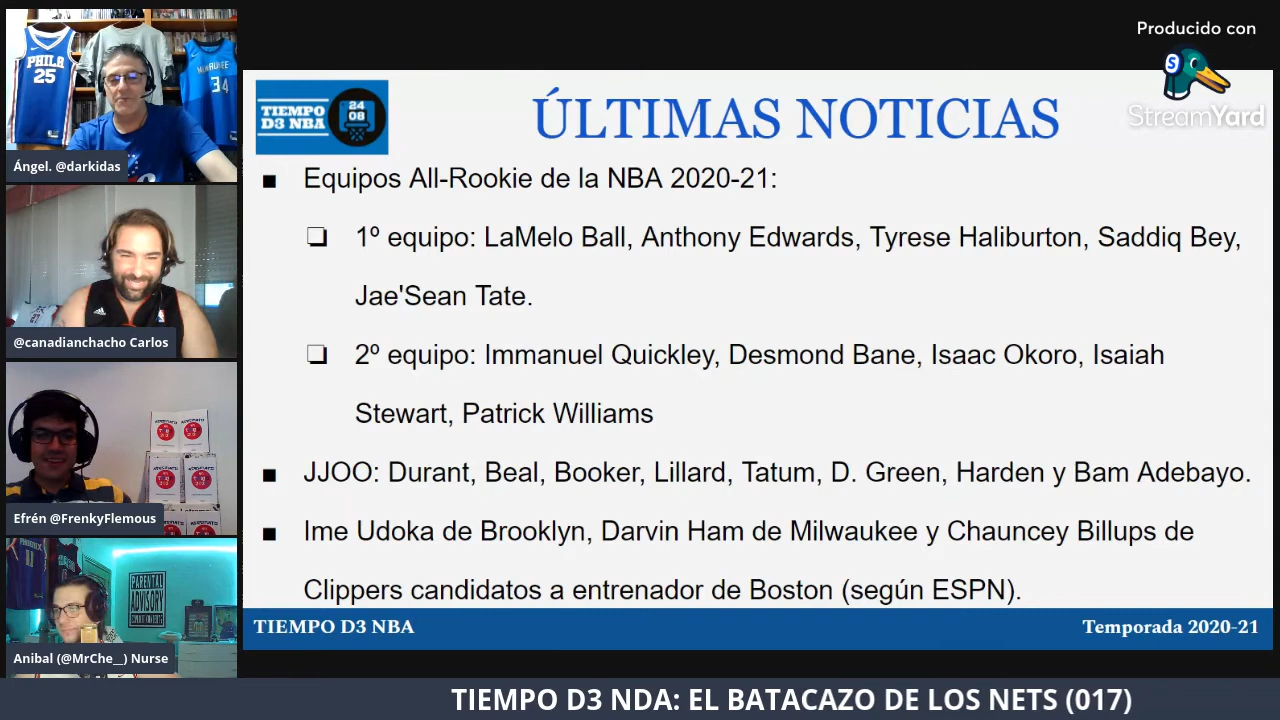 PHILA
25
MILWAUKEE
34
Ángel. @darkidas
@canadianchacho Carlos
Efrén @FrenkyFlemous
PARENTAL
ADVISORY
EXPLICIT CONTENT
Anibal (@MrChe__) Nurse
Producido con
S
StreamYard
TIEMPO
D3 NBA
24
08
ÚLTIMAS NOTICIAS
■ Equipos All-Rookie de la NBA 2020-21:
❏ 1º equipo: LaMelo Ball, Anthony Edwards, Tyrese Haliburton, Saddiq Bey,
Jae'Sean Tate.
❏ 2º equipo: Immanuel Quickley, Desmond Bane, Isaac Okoro, Isaiah
Stewart, Patrick Williams
■ JJOO: Durant, Beal, Booker, Lillard, Tatum, D. Green, Harden y Bam Adebayo.
■ Ime Udoka de Brooklyn, Darvin Ham de Milwaukee y Chauncey Billups de
Clippers candidatos a entrenador de Boston (según ESPN).
TIEMPO D3 NBA
Temporada 2020-21
TIEMPO D3 NDA: EL BATACAZO DE LOS NETS (017)